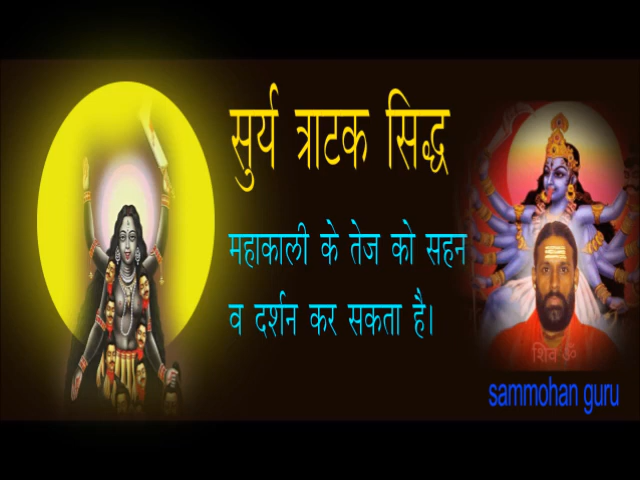 सुर्य त्राटक सिद्ध
महाकाली के तेज को सहन
व दर्शन कर सकता है।
शिव ॐ
sammohan guru